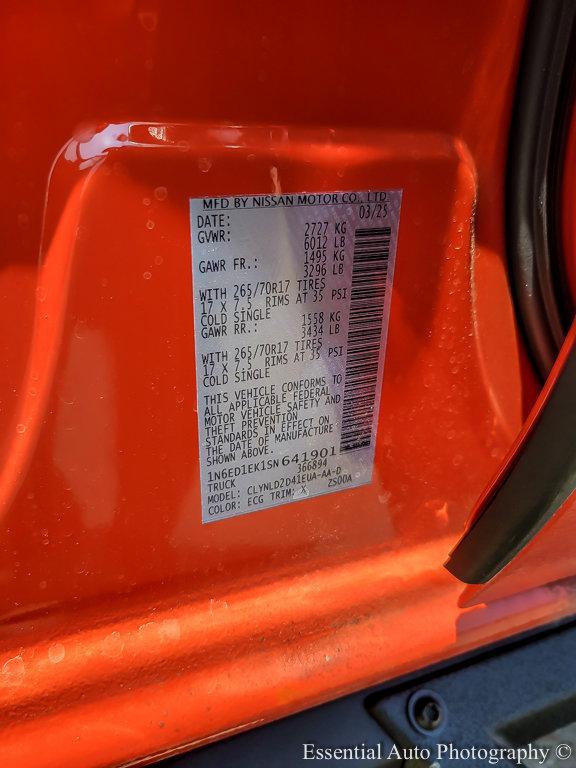 MFD BY NISSAN MOTOR CO., LTD.
DATE: 03/25
GVWR: 2727 KG
6012 LB
GAWR FR.: 1495 KG
3296 LB
WITH 265/70R17 TIRES
17 X 7.5 RIMS AT 35 PSI
COLD SINGLE
GAWR RR.: 1558 KG
3434 LB
WITH 265/70R17 TIRES
17 X 7.5 RIMS AT 35 PSI
COLD SINGLE
THIS VEHICLE CONFORMS TO
ALL APPLICABLE FEDERAL
MOTOR VEHICLE SAFETY AND
THEFT PREVENTION
STANDARDS IN EFFECT ON
THE DATE OF MANUFACTURE
SHOWN ABOVE.
1N6ED1EK1SN641901
TRUCK 366894
MODEL: CLYNLD2D41EUA-AA-D
COLOR: ECG TRIM: X ZS00A
Essential Auto Photography ©